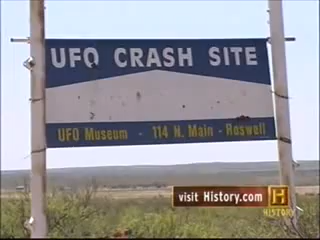 UFO CRASH SITE
UFO Museum - 114 N. Main - Roswell
visit History.com
H
HISTORY